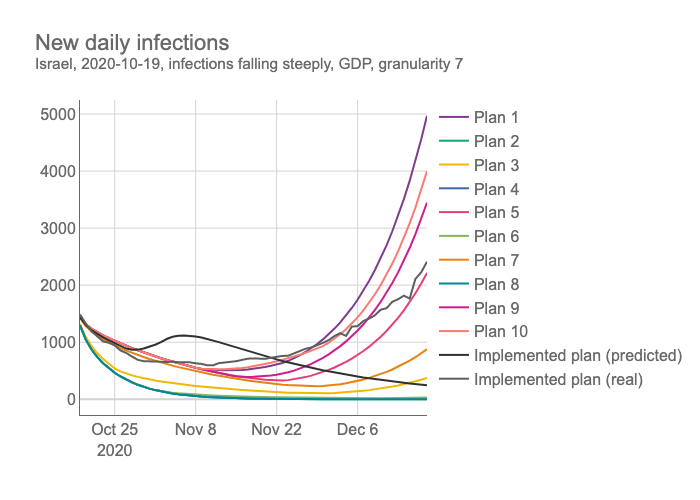 New daily infections
Israel, 2020-10-19, infections falling steeply, GDP, granularity 7
5000
4000
3000
2000
1000
0
Oct 25
2020
Nov 8
Nov 22
Dec 6
Plan 1
Plan 2
Plan 3
Plan 4
Plan 5
Plan 6
Plan 7
Plan 8
Plan 9
Plan 10
Implemented plan (predicted)
Implemented plan (real)